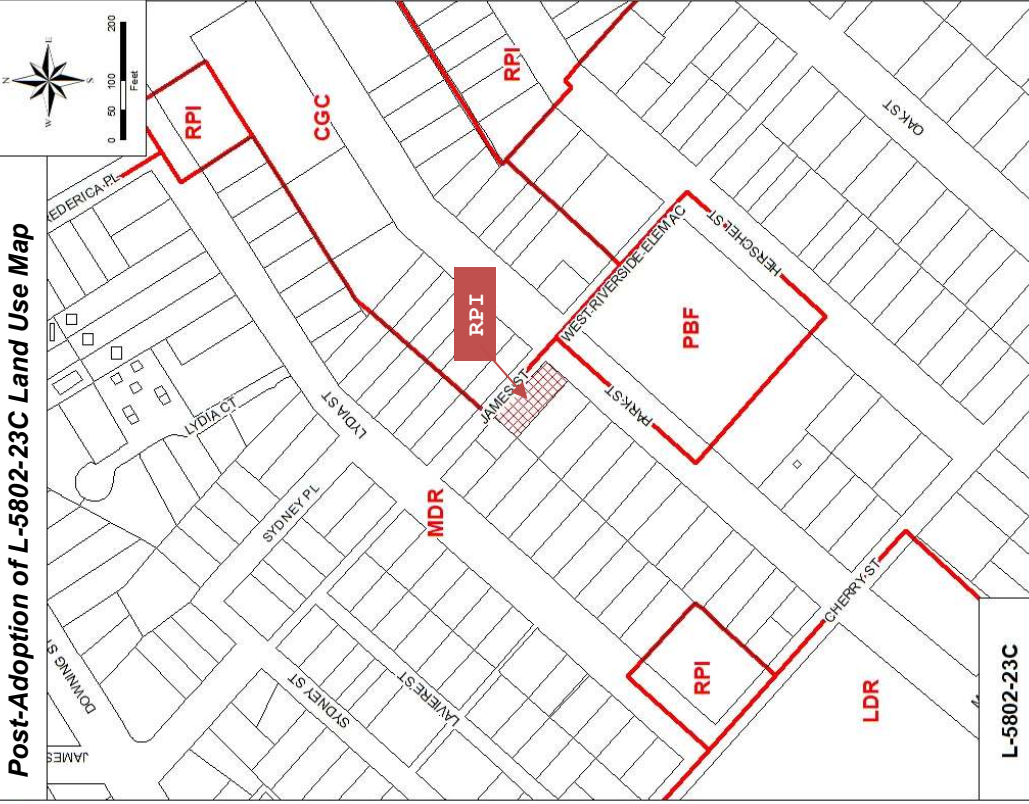 Post-Adoption of L-5802-23C Land Use Map
N
W
E
S
0 50 100 200
Feet
RPI
CGC
RPI
EDERICA PL
LYDIA CT
LYDIA ST
SYDNEY PL
DOWNING S
JAMES
SYDNEY ST
LAVIERE ST
MDR
RPI
JAMES ST
WEST RIVERSIDE ELEM AC
HERSCHEL ST
PARK ST
PBF
OAK ST
CHERRY ST
RPI
LDR
L-5802-23C